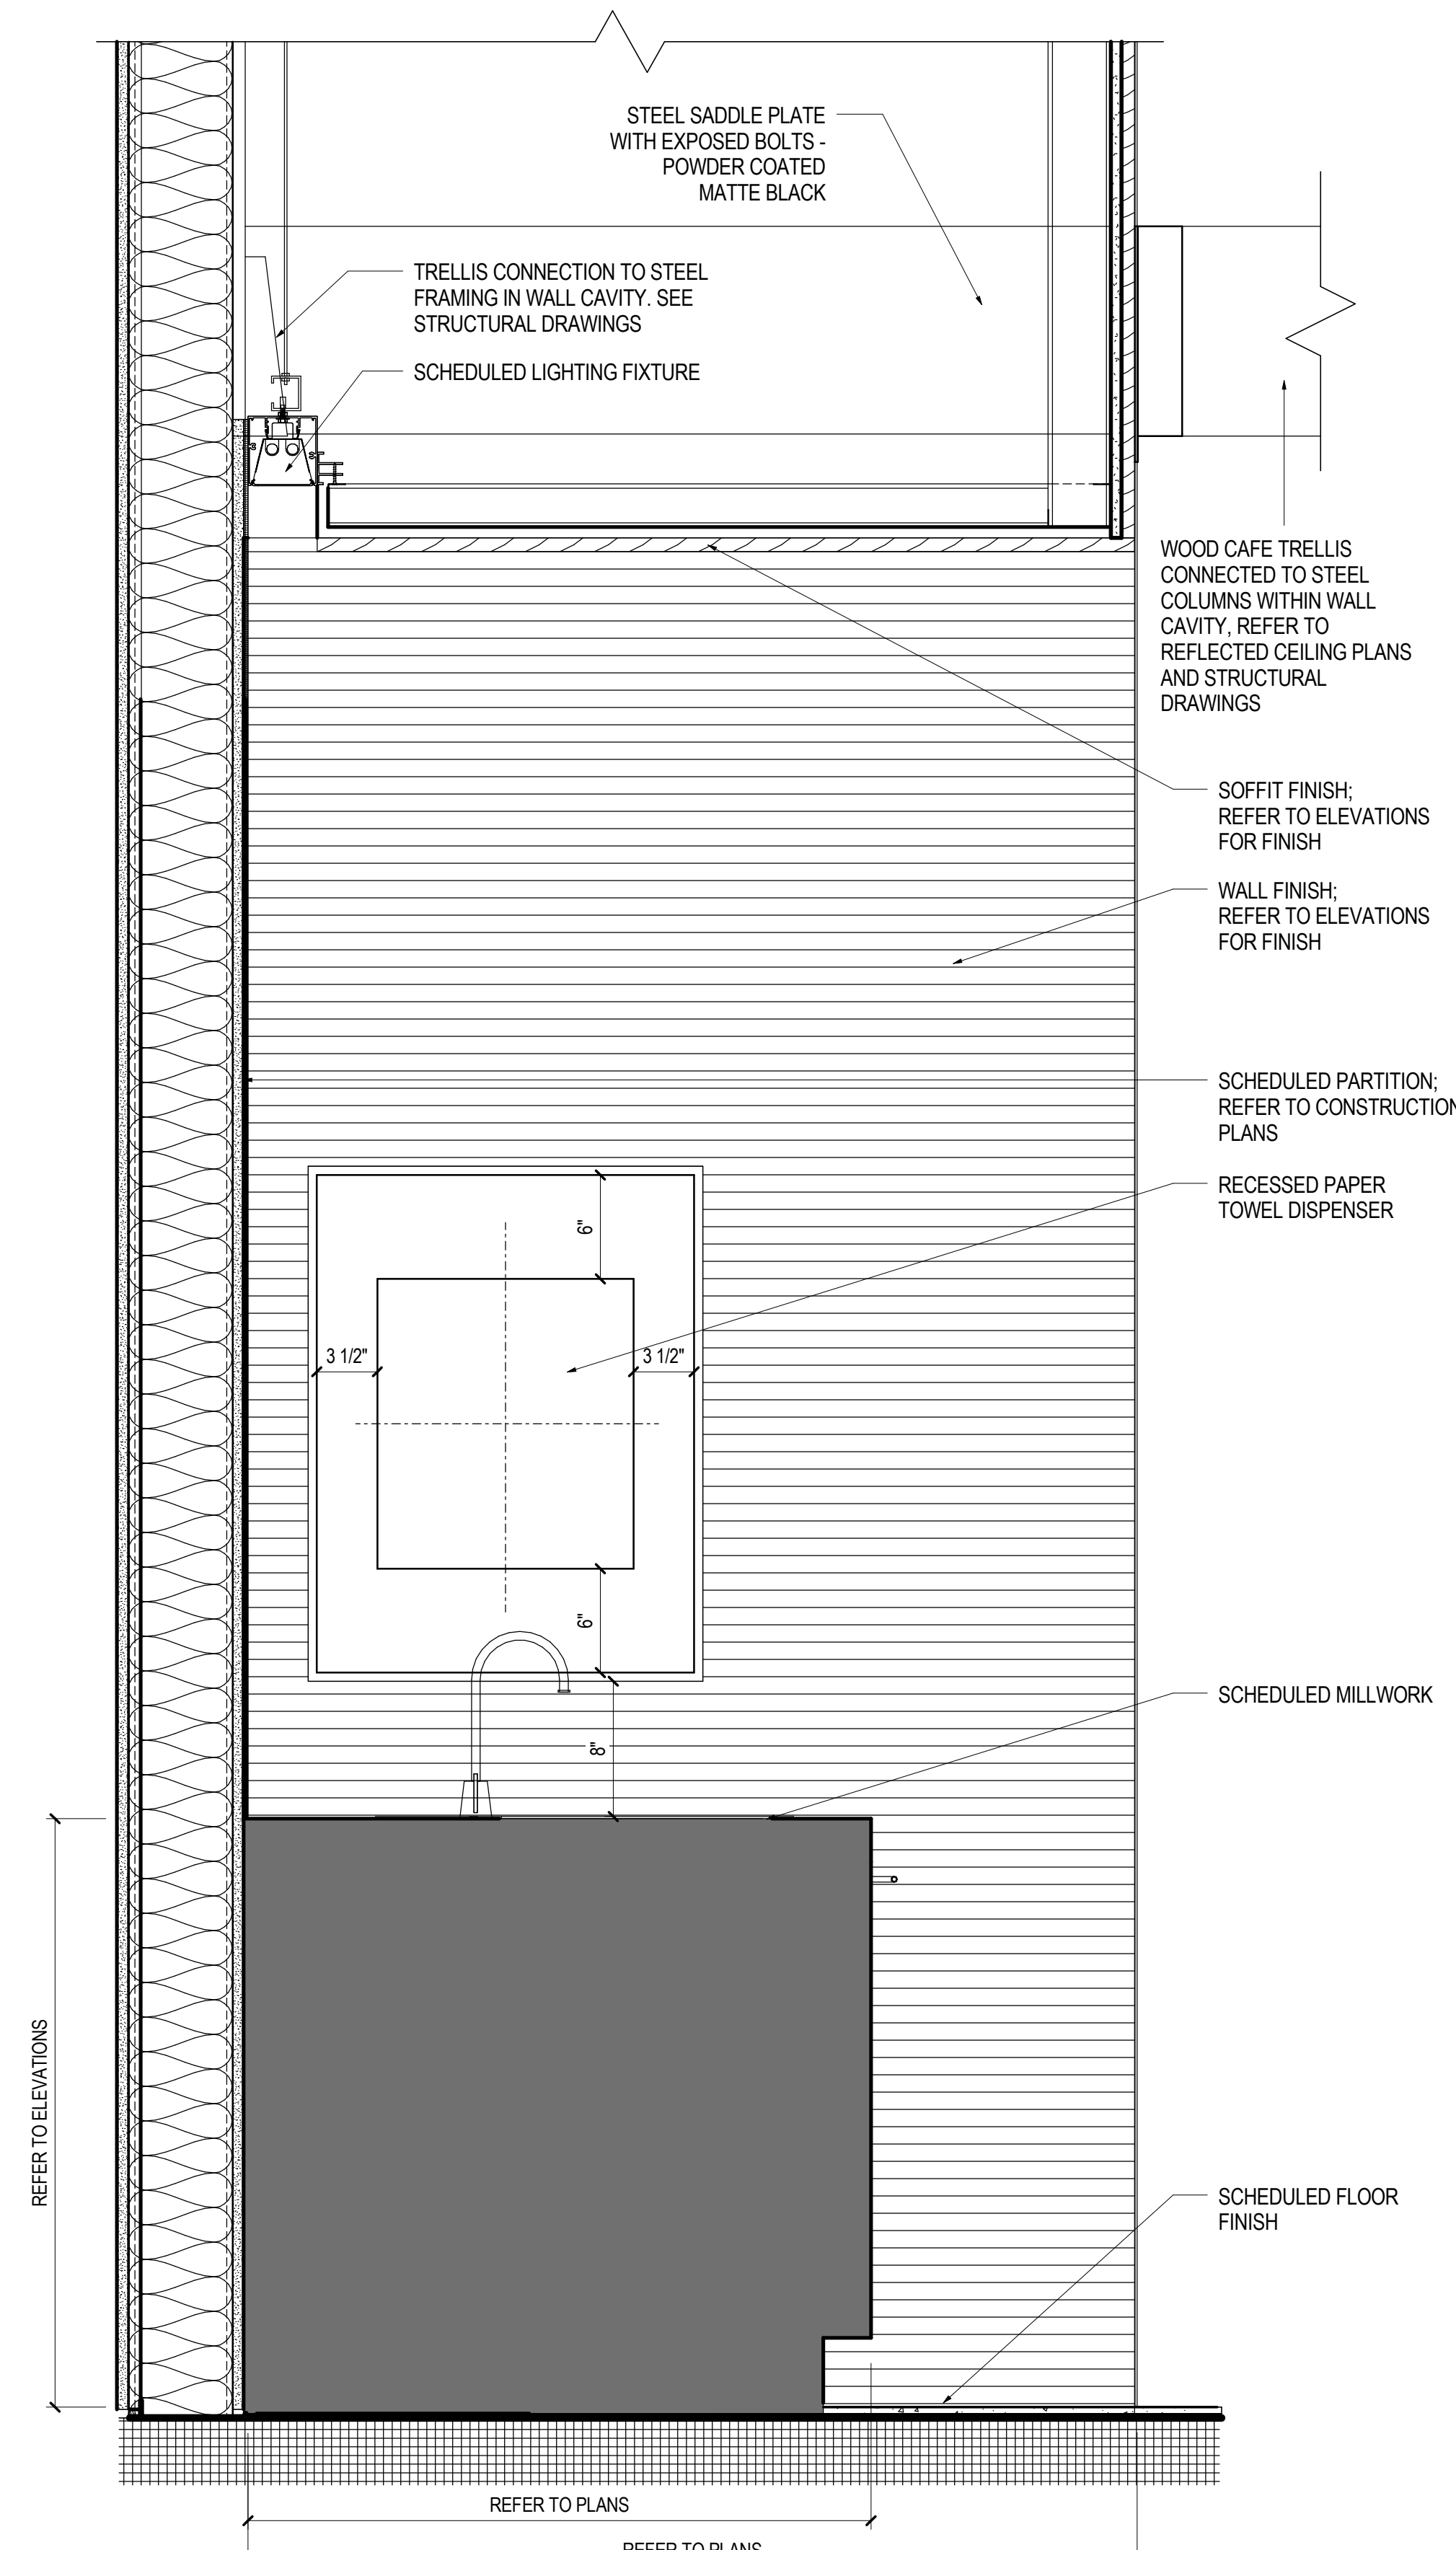 STEEL SADDLE PLATE
WITH EXPOSED BOLTS -
POWDER COATED
MATTE BLACK
TRELLIS CONNECTION TO STEEL
FRAMING IN WALL CAVITY. SEE
STRUCTURAL DRAWINGS
SCHEDULED LIGHTING FIXTURE
WOOD CAFE TRELLIS
CONNECTED TO STEEL
COLUMNS WITHIN WALL
CAVITY, REFER TO
REFLECTED CEILING PLANS
AND STRUCTURAL
DRAWINGS
SOFFIT FINISH;
REFER TO ELEVATIONS
FOR FINISH
WALL FINISH;
REFER TO ELEVATIONS
FOR FINISH
SCHEDULED PARTITION;
REFER TO CONSTRUCTION
PLANS
RECESSED PAPER
TOWEL DISPENSER
6"
3 1/2"
3 1/2"
6"
8"
SCHEDULED MILLWORK
REFER TO ELEVATIONS
SCHEDULED FLOOR
FINISH
REFER TO PLANS
REFER TO PLANS